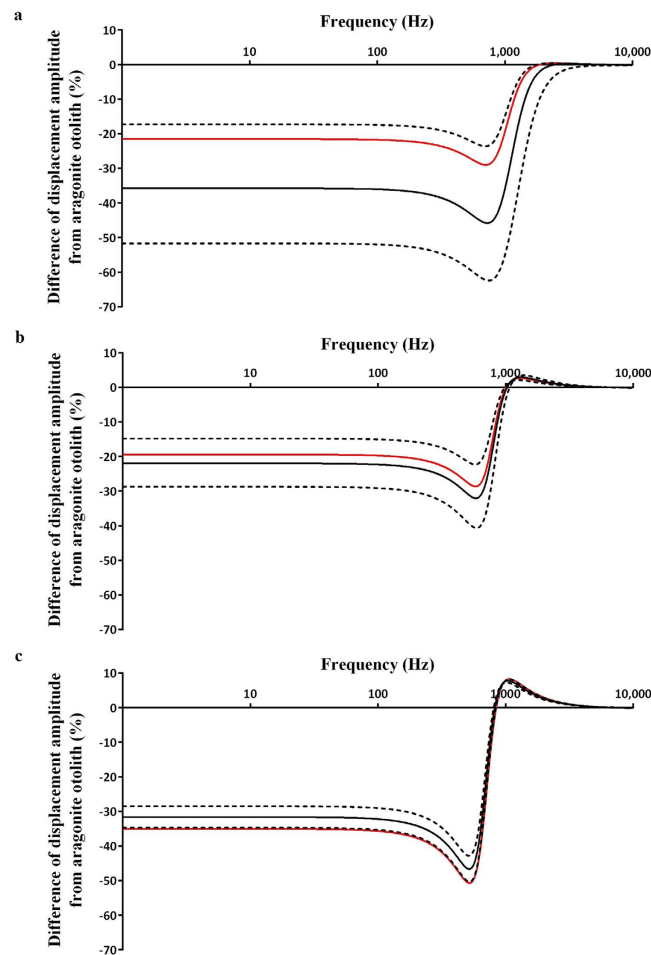 a
Frequency (Hz)
10 100 1,000 10,000
10
0
-10
-20
-30
-40
-50
-60
-70
Difference of displacement amplitude
from aragonite otolith (%)
b
Frequency (Hz)
10 100 1,000 10,000
10
0
-10
-20
-30
-40
-50
-60
-70
Difference of displacement amplitude
from aragonite otolith (%)
c
Frequency (Hz)
10 100 1,000 10,000
10
0
-10
-20
-30
-40
-50
-60
-70
Difference of displacement amplitude
from aragonite otolith (%)